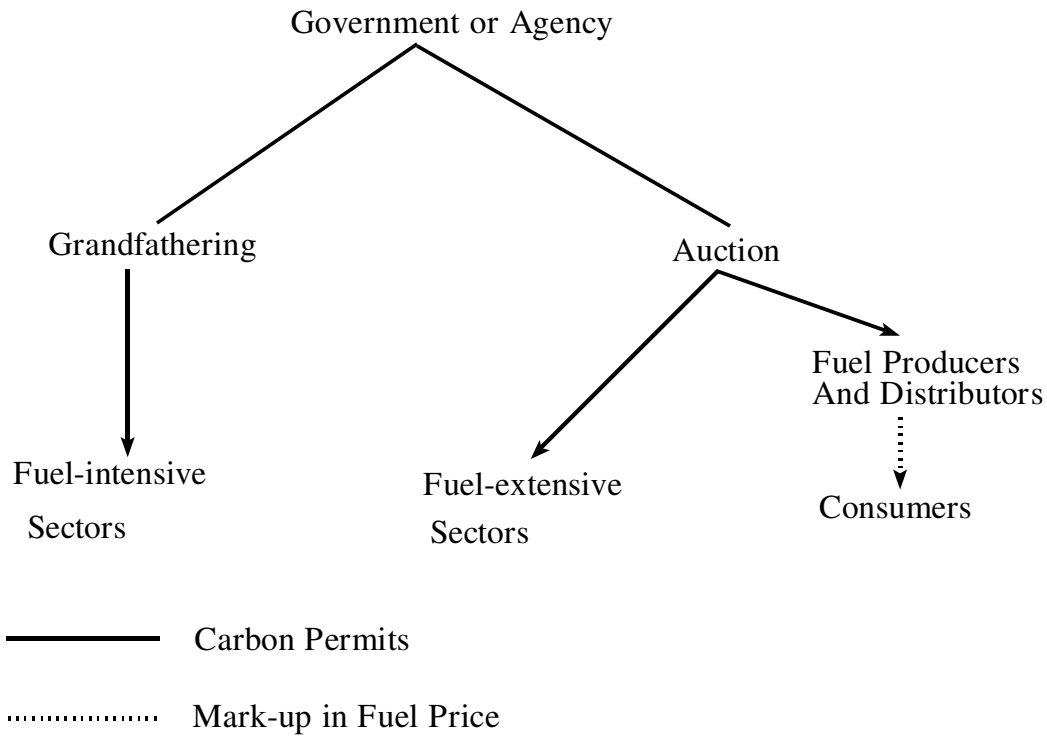 Government or Agency
Grandfathering
Auction
Fuel Producers
And Distributors
Fuel-intensive
Sectors
Fuel-extensive
Sectors
Consumers
Carbon Permits
Mark-up in Fuel Price